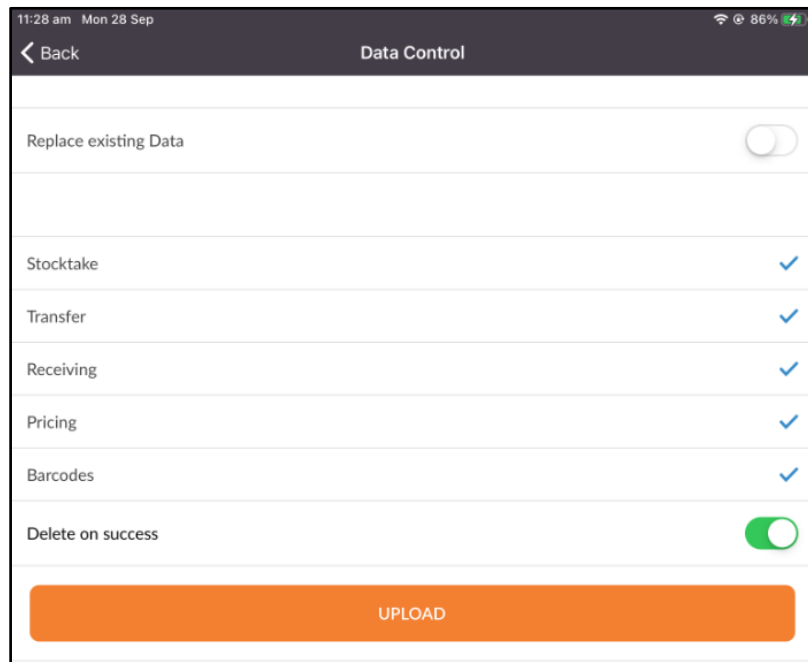 11:28 am Mon 28 Sep 86%
Back Data Control
Replace existing Data
Stocktake
Transfer
Receiving
Pricing
Barcodes
Delete on success
UPLOAD